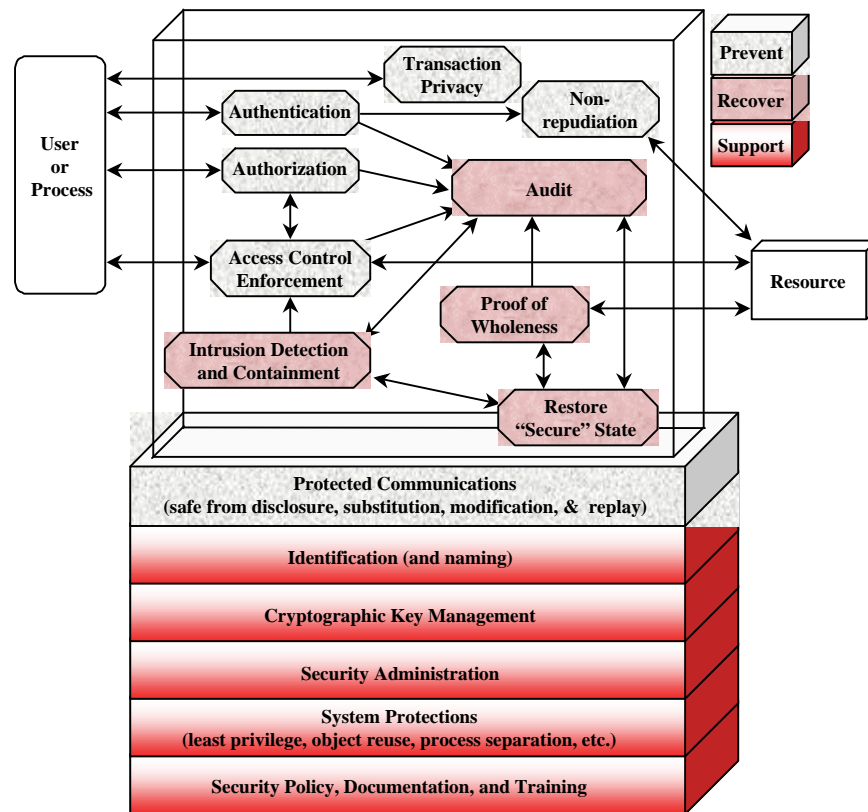 Prevent
Recover
Support
User
or
Process
Transaction
Privacy
Authentication
Non-
repudiation
Authorization
Audit
Access Control
Enforcement
Resource
Proof of
Wholeness
Intrusion Detection
and Containment
Restore
“Secure” State
Protected Communications
(safe from disclosure, substitution, modification, & replay)
Identification (and naming)
Cryptographic Key Management
Security Administration
System Protections
(least privilege, object reuse, process separation, etc.)
Security Policy, Documentation, and Training